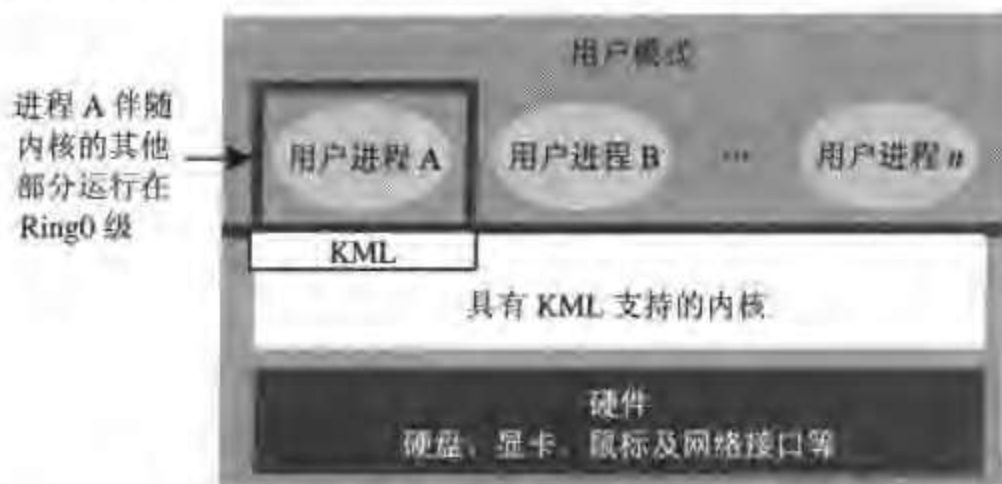 用户模式
进程 A 伴随
内核的其他
部分运行在
Ring0 级
用户进程 A
用户进程 B
...
用户进程 n
KML
具有 KML 支持的内核
硬件
硬盘、显卡、鼠标及网络接口等